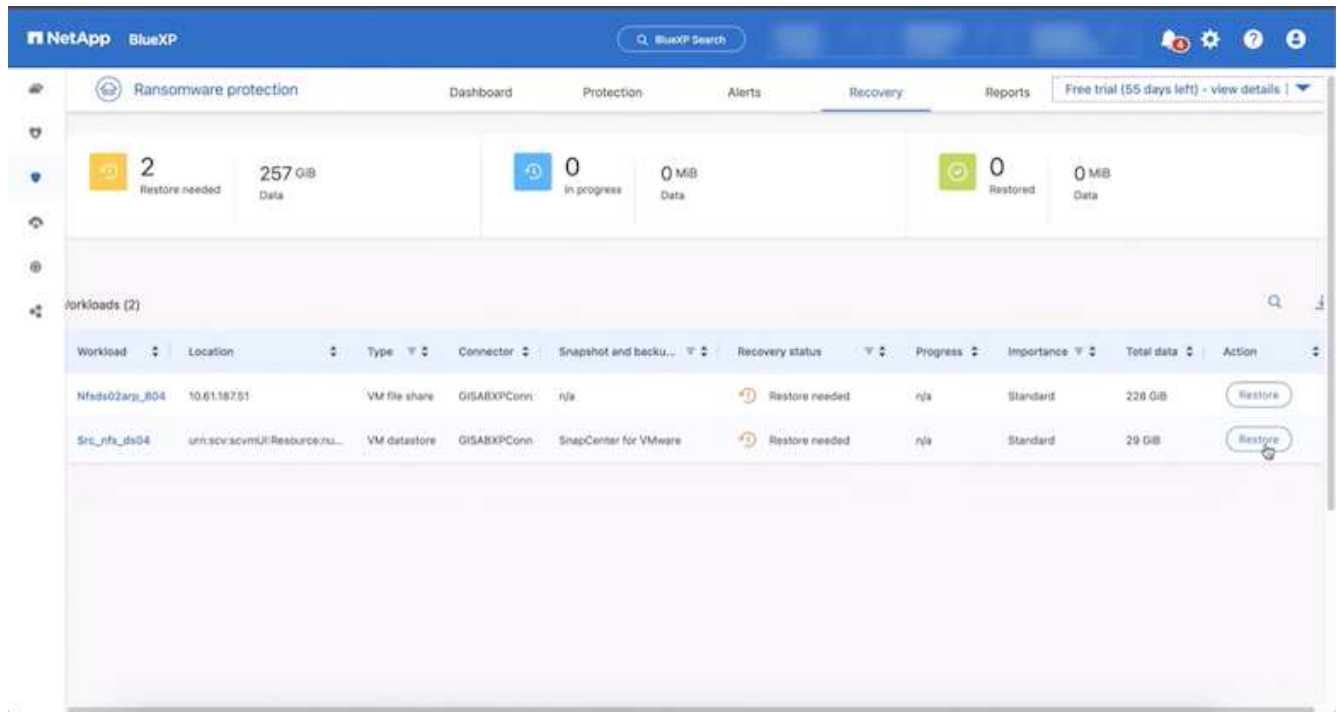 NetApp BlueXP BlueXP Search 4
Ransomware protection Dashboard Protection Alerts Recovery Reports Free trial (55 days left) - view details |
2 257 GiB 0 0 MiB 0 0 MiB
Restore needed Data In progress Data Restored Data
Workloads (2)
Workload Location Type Connector Snapshot and backu... Recovery status Progress Importance Total data Action
Nfsds02arp_804 10.61.187.51 VM file share GISABXPConn n/a Restore needed n/a Standard 228 GiB Restore
Src_nfs_ds04 urn:scv:scvmUI:Resource:nu... VM datastore GISABXPConn SnapCenter for VMware Restore needed n/a Standard 29 GiB Restore